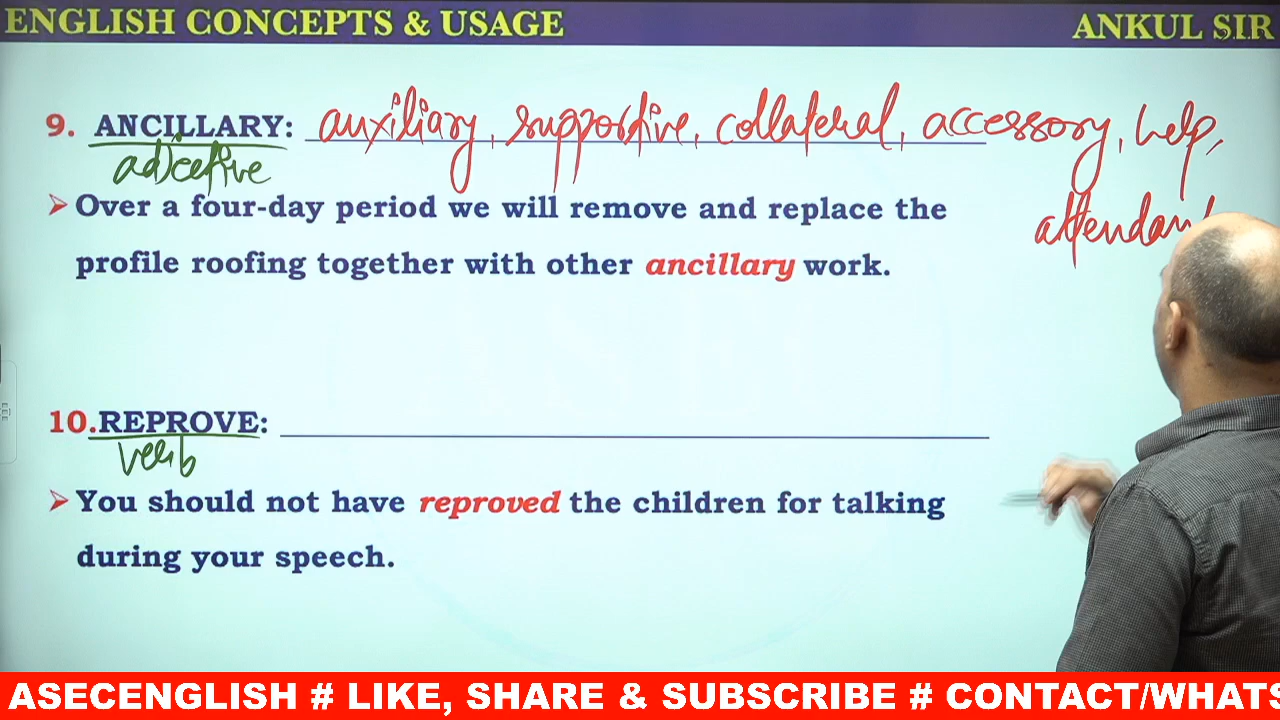 ENGLISH CONCEPTS & USAGE ANKUL SIR
9. ANCILLARY: auxiliary, supportive, collateral, accessory, help,
adjective
attendant
Over a four-day period we will remove and replace the
profile roofing together with other ancillary work.
10.REPROVE:
verb
You should not have reproved the children for talking
during your speech.
ASECENGLISH # LIKE, SHARE & SUBSCRIBE # CONTACT/WHATS